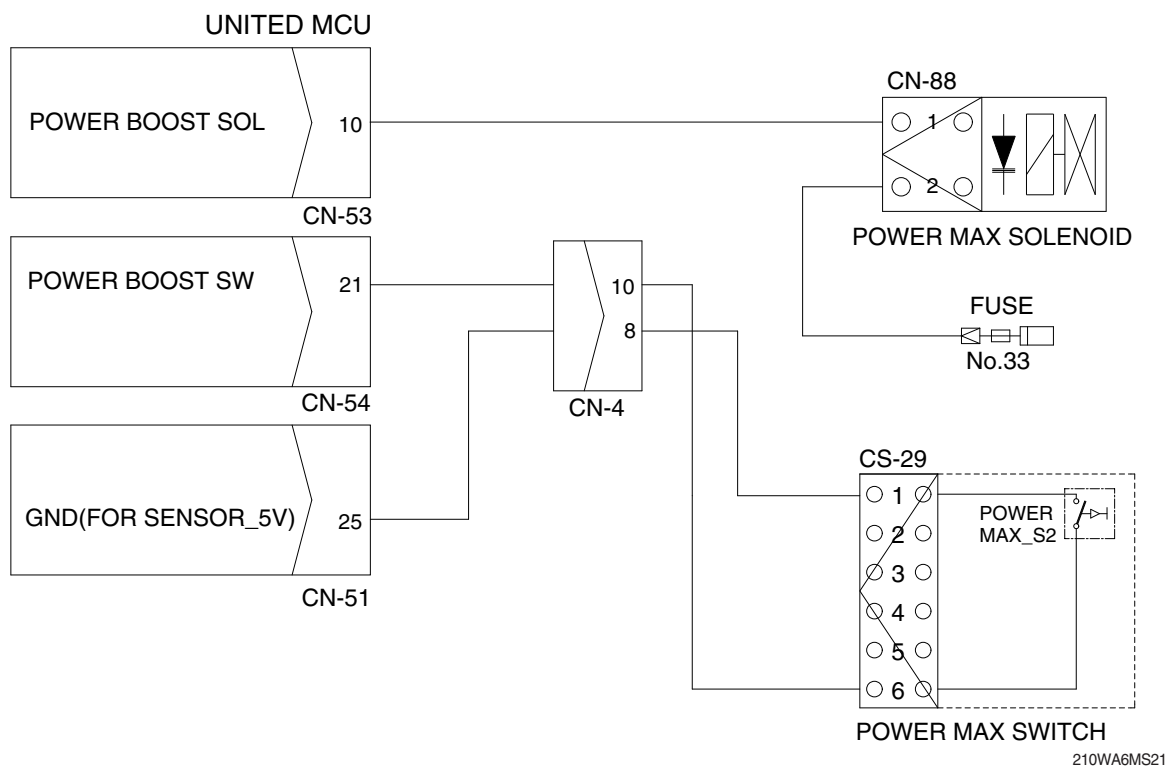 UNITED MCU
POWER BOOST SOL
10
CN-53
POWER BOOST SW
21
CN-54
GND(FOR SENSOR_5V)
25
CN-51
10
8
CN-4
CN-88
1
2
POWER MAX SOLENOID
FUSE
No.33
CS-29
1
2
3
4
5
6
POWER
MAX_S2
POWER MAX SWITCH
210WA6MS21